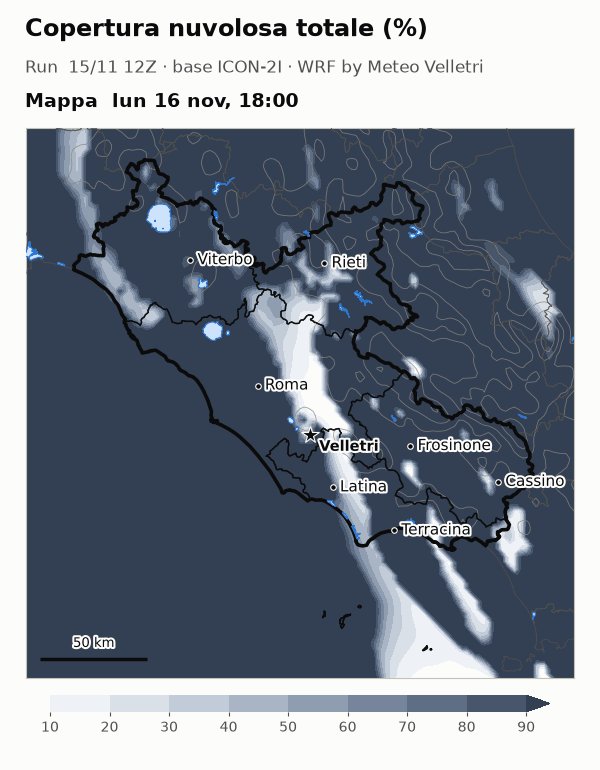 Copertura nuvolosa totale (%)
Run  15/11 12Z · base ICON-2I · WRF by Meteo Velletri
Mappa  lun 16 nov, 18:00
Viterbo
Rieti
Roma
Velletri
Frosinone
Cassino
Latina
Terracina
50 km
10 20 30 40 50 60 70 80 90